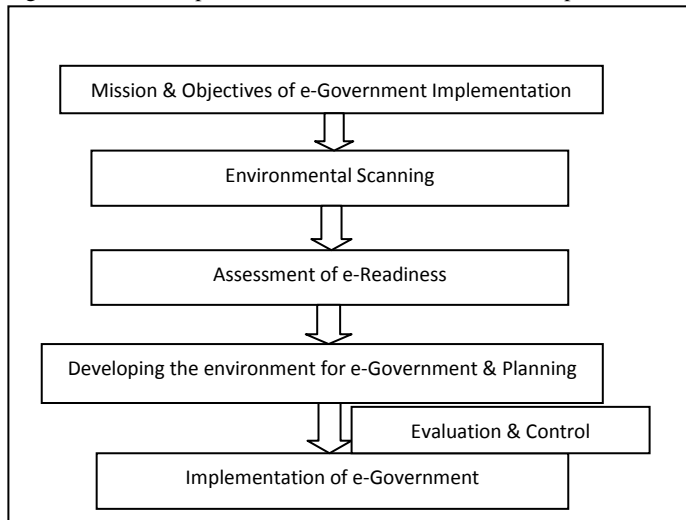 Mission & Objectives of e-Government Implementation
Environmental Scanning
Assessment of e-Readiness
Developing the environment for e-Government & Planning
Evaluation & Control
Implementation of e-Government